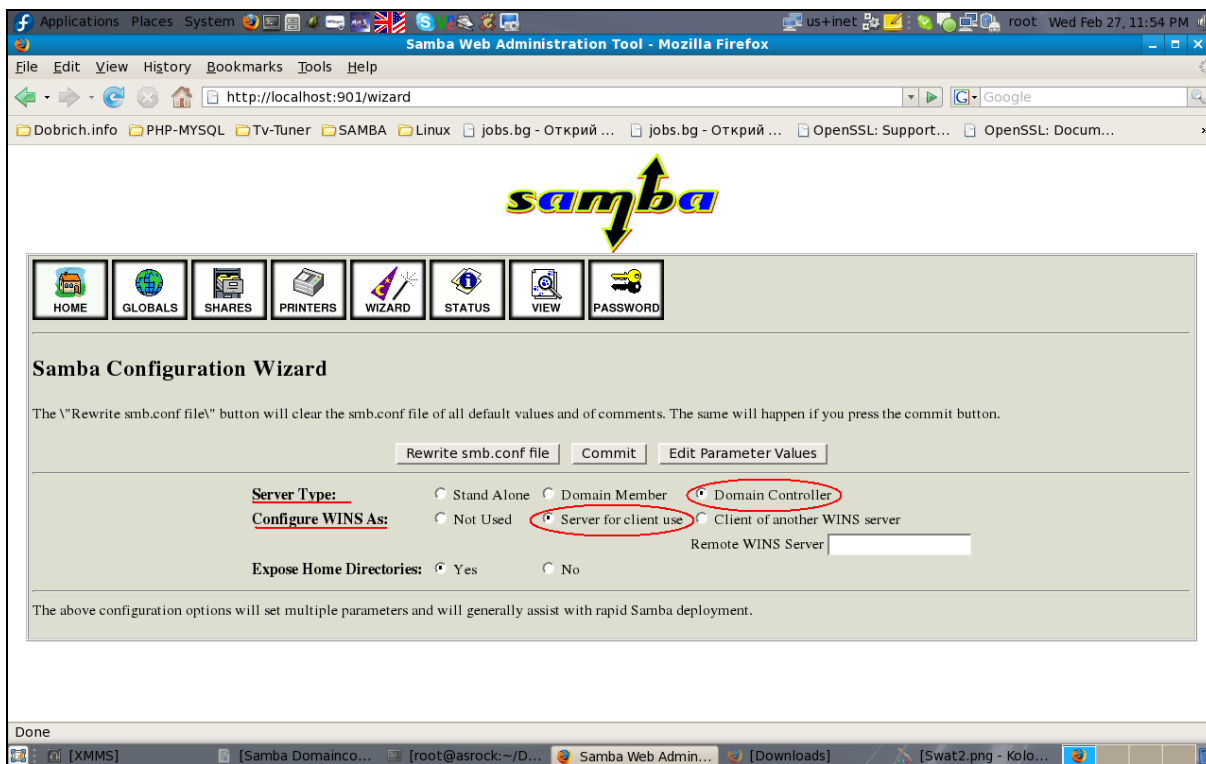 Applications Places System us+inet root Wed Feb 27, 11:54 PM
Samba Web Administration Tool - Mozilla Firefox
File Edit View History Bookmarks Tools Help
http://localhost:901/wizard Google
Dobrich.info PHP-MYSQL Tv-Tuner SAMBA Linux jobs.bg - Открий ... jobs.bg - Открий ... OpenSSL: Support... OpenSSL: Docum...
samba
HOME GLOBALS SHARES PRINTERS WIZARD STATUS VIEW PASSWORD
Samba Configuration Wizard
The \"Rewrite smb.conf file\" button will clear the smb.conf file of all default values and of comments. The same will happen if you press the commit button.
Rewrite smb.conf file Commit Edit Parameter Values
Server Type: Stand Alone Domain Member Domain Controller
Configure WINS As: Not Used Server for client use Client of another WINS server
Remote WINS Server
Expose Home Directories: Yes No
The above configuration options will set multiple parameters and will generally assist with rapid Samba deployment.
Done
[XMMS] [Samba Domainco... [root@asrock:~/D... Samba Web Admin... [Downloads] [Swat2.png - Kolo...